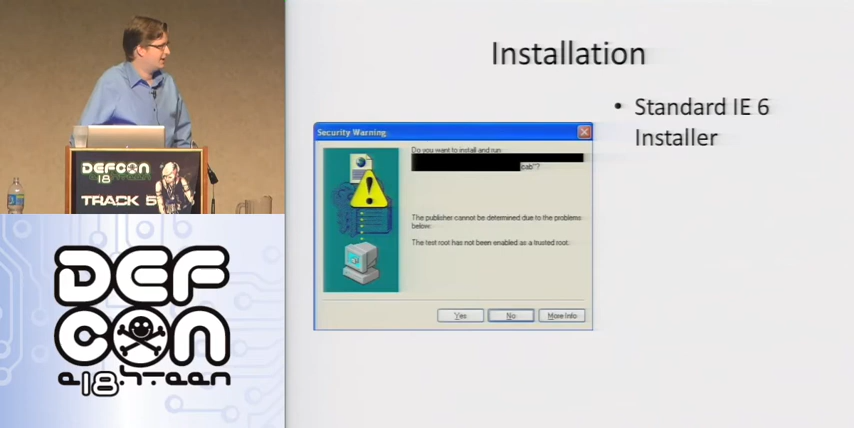 Installation
• Standard IE 6
Installer
Security Warning
Do you want to install and run
cab"?
The publisher cannot be determined due to the problems
below:
The test root has not been enabled as a trusted root.
Yes
No
More Info
DEFCON
18
TRACK 5
DEF
CON